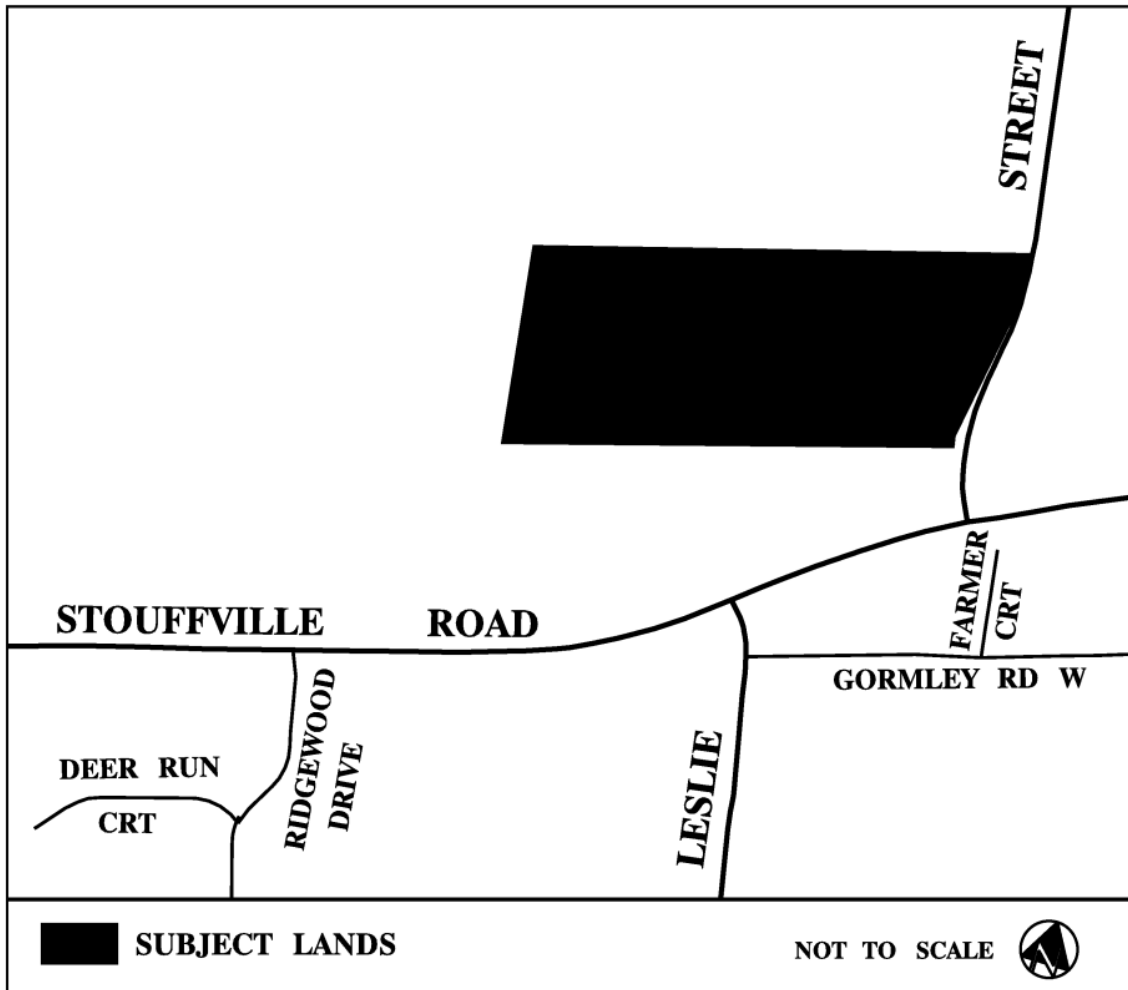 STREET
STOUFFVILLE ROAD
FARMER
CRT
GORMLEY RD W
RIDGEWOOD
DRIVE
DEER RUN
CRT
LESLIE
SUBJECT LANDS
NOT TO SCALE